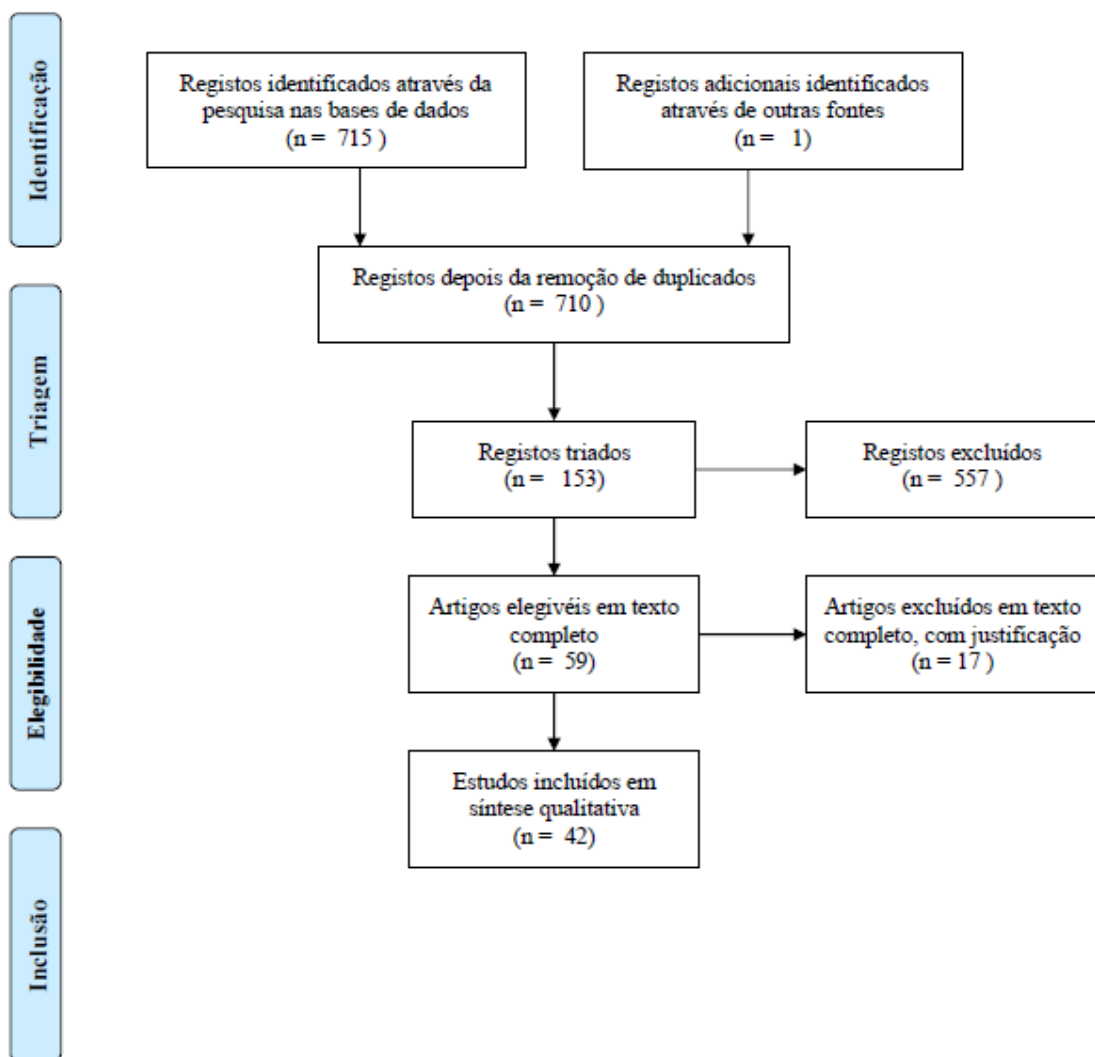 Identificação
Registos identificados através da
pesquisa nas bases de dados
(n = 715 )
Registos adicionais identificados
através de outras fontes
(n = 1)
Registos depois da remoção de duplicados
(n = 710 )
Triagem
Registos triados
(n = 153)
Registos excluídos
(n = 557 )
Elegibilidade
Artigos elegivéis em texto
completo
(n = 59)
Artigos excluídos em texto
completo, com justificação
(n = 17 )
Estudos incluídos em
síntese qualitativa
(n = 42)
Inclusão